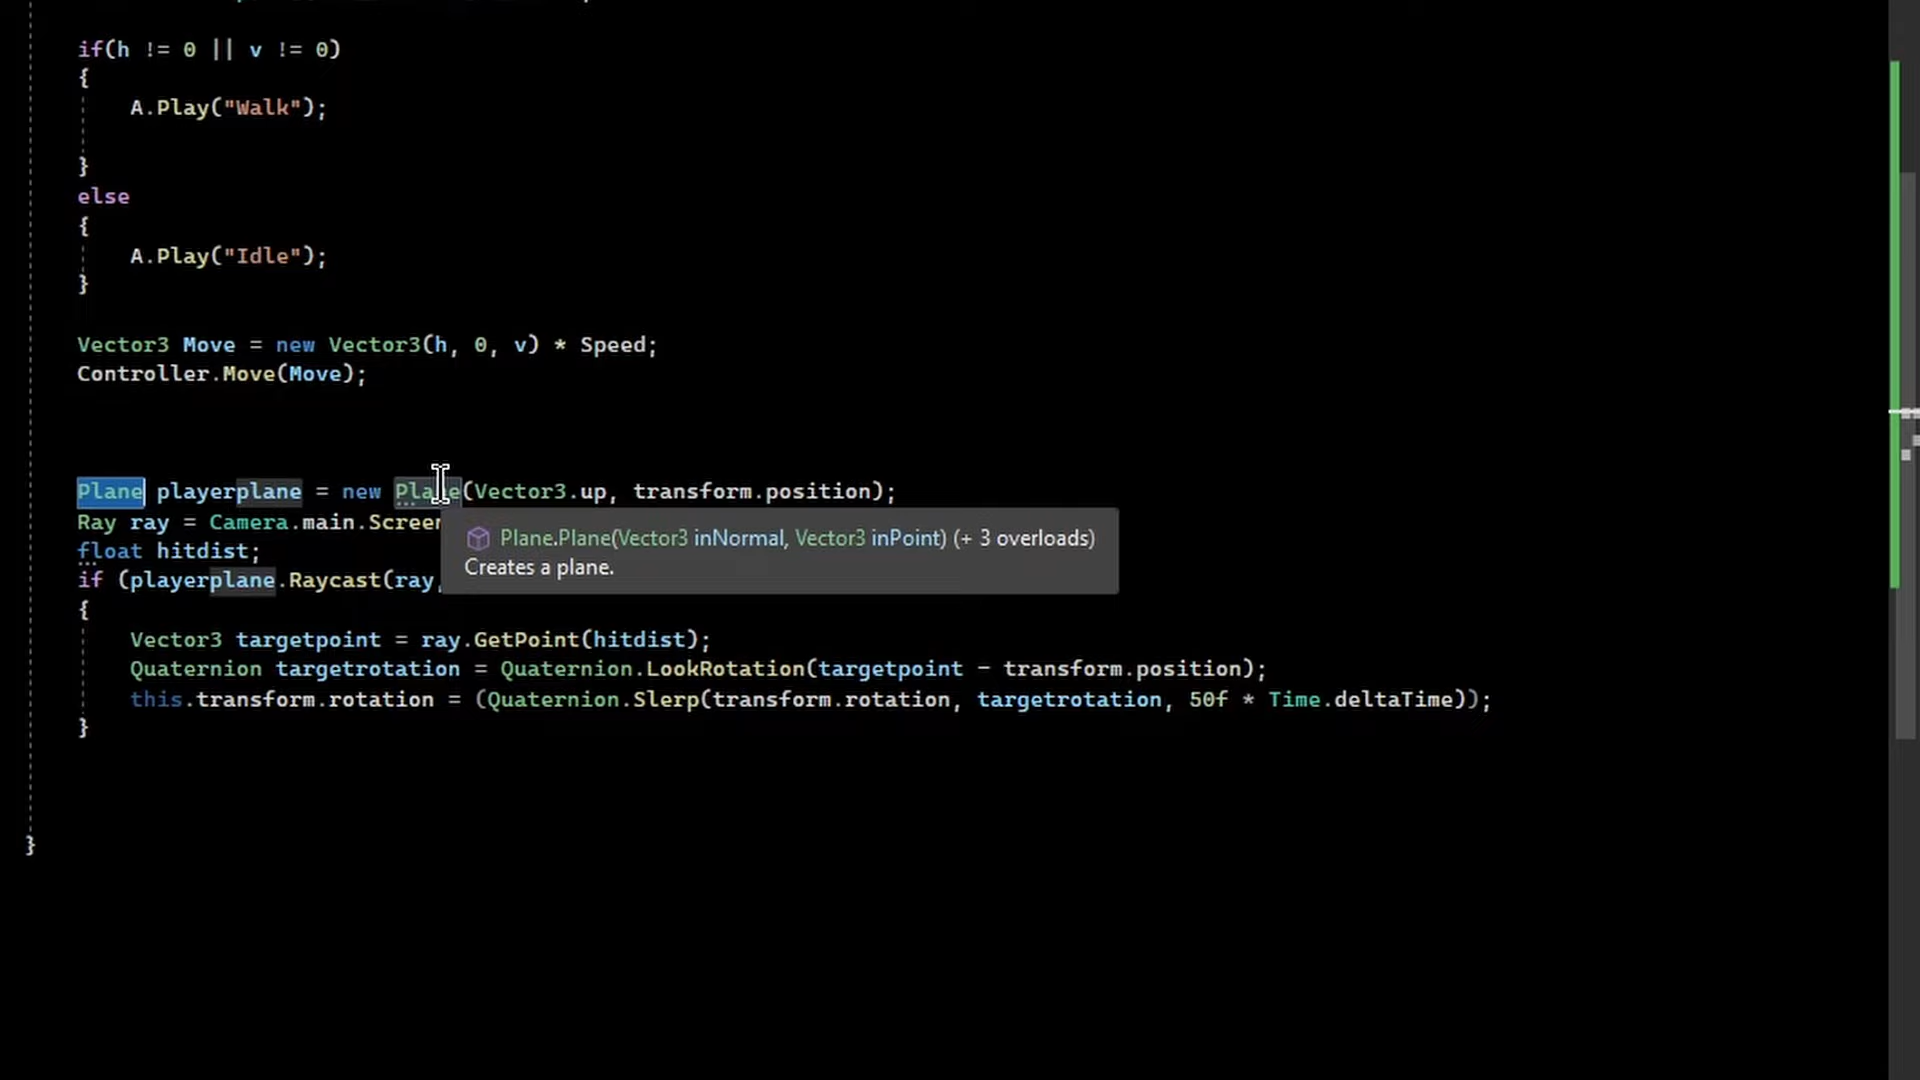 if(h != 0 || v != 0)
{
A.Play("Walk");
}
else
{
A.Play("Idle");
}
Vector3 Move = new Vector3(h, 0, v) * Speed;
Controller.Move(Move);
Plane playerplane = new Plane(Vector3.up, transform.position);
Ray ray = Camera.main.Screen
Plane.Plane(Vector3 inNormal, Vector3 inPoint) (+ 3 overloads)
Creates a plane.
float hitdist;
if (playerplane.Raycast(ray,
{
Vector3 targetpoint = ray.GetPoint(hitdist);
Quaternion targetrotation = Quaternion.LookRotation(targetpoint - transform.position);
this.transform.rotation = (Quaternion.Slerp(transform.rotation, targetrotation, 50f * Time.deltaTime));
}
}